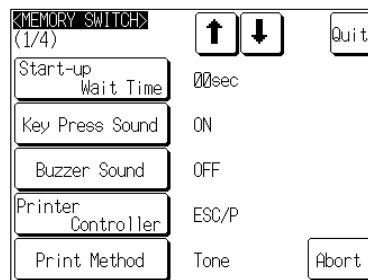 <MEMORY SWITCH>
(1/4)
Quit
Start-up
Wait Time
00sec
Key Press Sound
ON
Buzzer Sound
OFF
Printer
Controller
ESC/P
Print Method
Tone
Abort